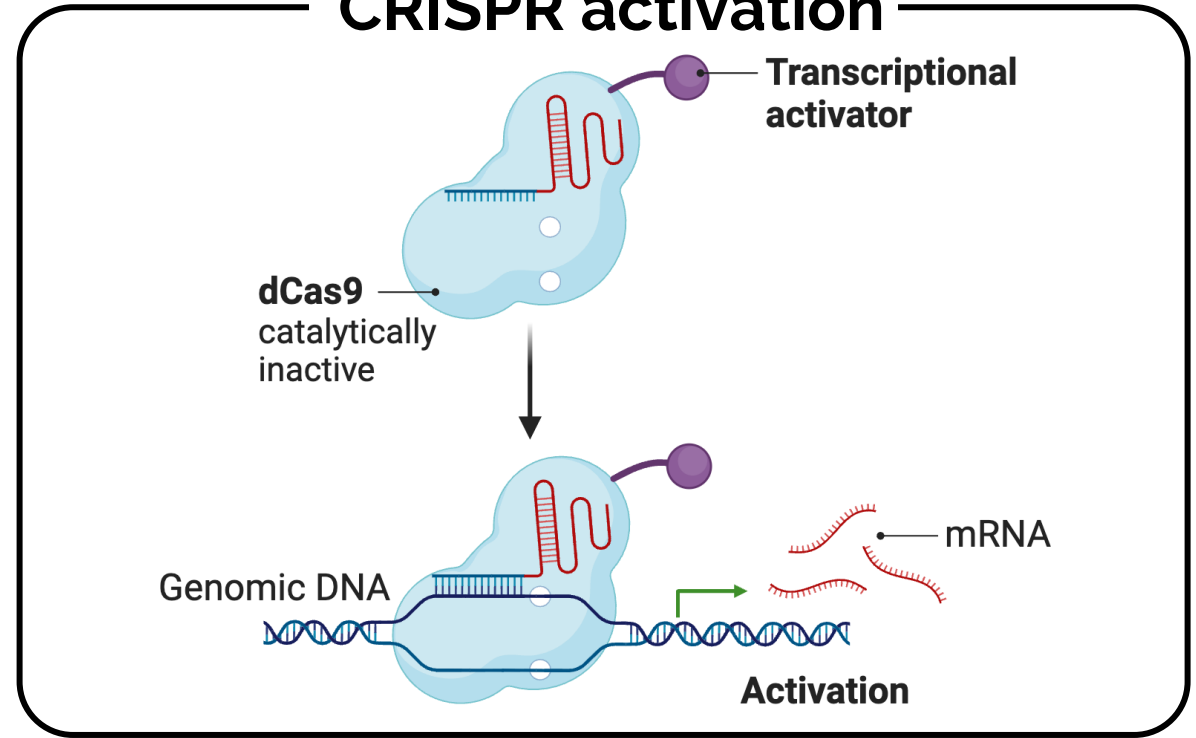 CRISPR activation
Transcriptional
activator
dCas9
catalytically
inactive
mRNA
Genomic DNA
Activation